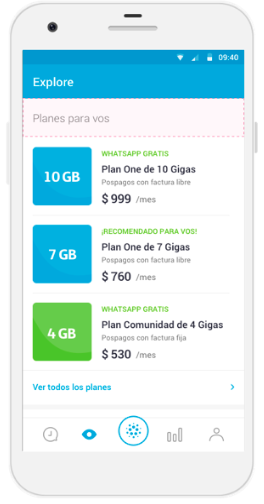 09:40
Explore
Planes para vos
WHATSAPP GRATIS
10 GB
Plan One de 10 Gigas
Pospagos con factura libre
$ 999 /mes
¡RECOMENDADO PARA VOS!
7 GB
Plan One de 7 Gigas
Pospagos con factura libre
$ 760 /mes
WHATSAPP GRATIS
4 GB
Plan Comunidad de 4 Gigas
Pospagos con factura fija
$ 530 /mes
Ver todos los planes